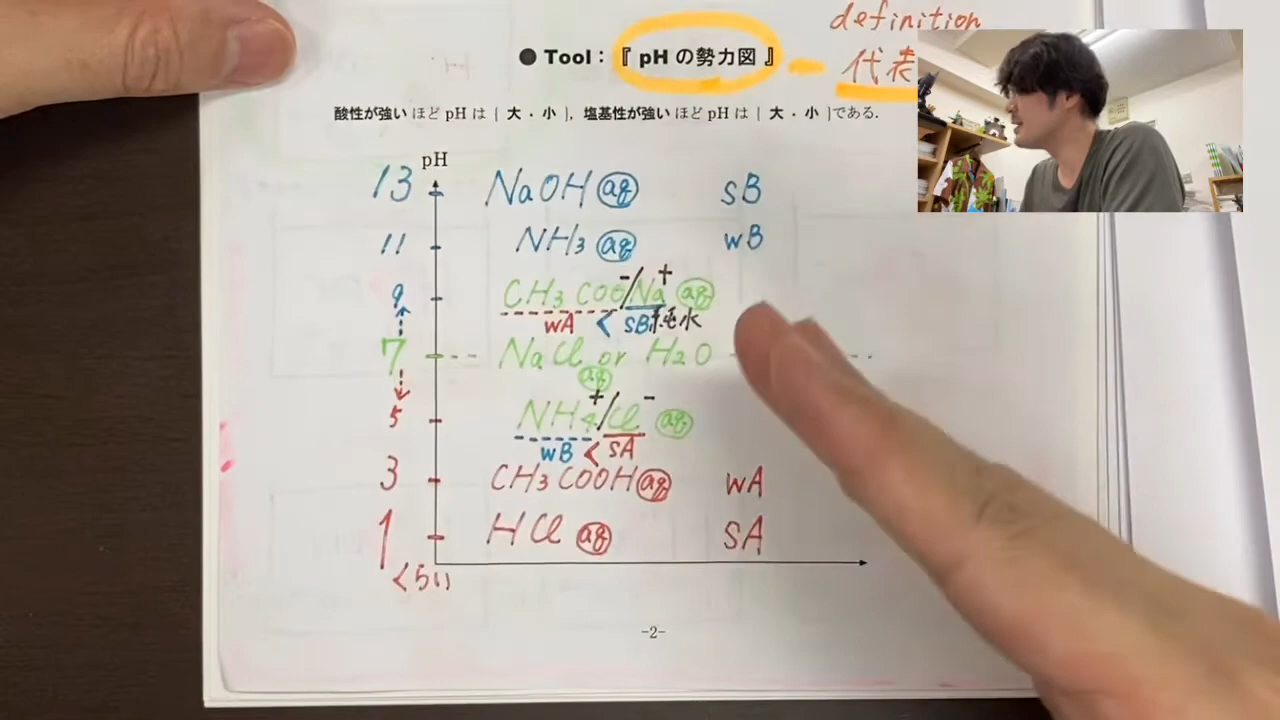 definition
● Tool：『 pH の勢力図 』
代表
酸性が強い ほど pH は { 大 ・ 小 }, 塩基性が強い ほど pH は { 大 ・ 小 }である.
pH
13 NaOH aq sB
11 NH3 aq wB
9 CH3COO-/Na+ aq
wA < sB 純水
7 NaCl or H2O
aq
5 NH4+/Cl- aq
wB < sA
3 CH3COOH aq wA
1 HCl aq sA
くらい
-2-